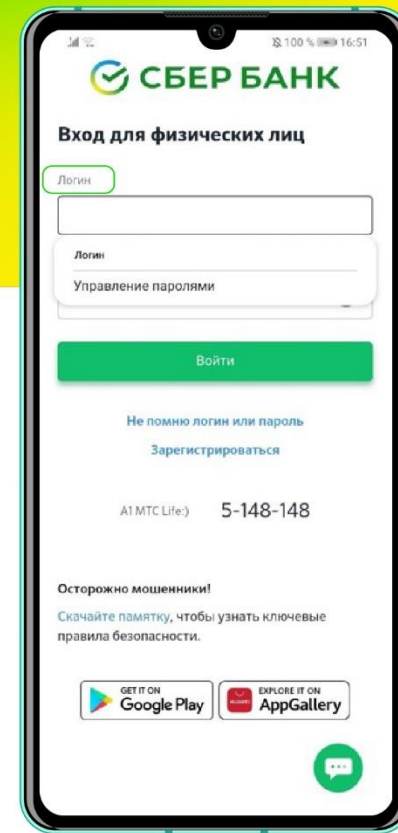 100 % 16:51
СБЕР БАНК
Вход для физических лиц
Логин
Логин
Управление паролями
Войти
Не помню логин или пароль
Зарегистрироваться
A1 МТС Life:) 5-148-148
Осторожно мошенники!
Скачайте памятку, чтобы узнать ключевые
правила безопасности.
GET IT ON
Google Play
EXPLORE IT ON
AppGallery